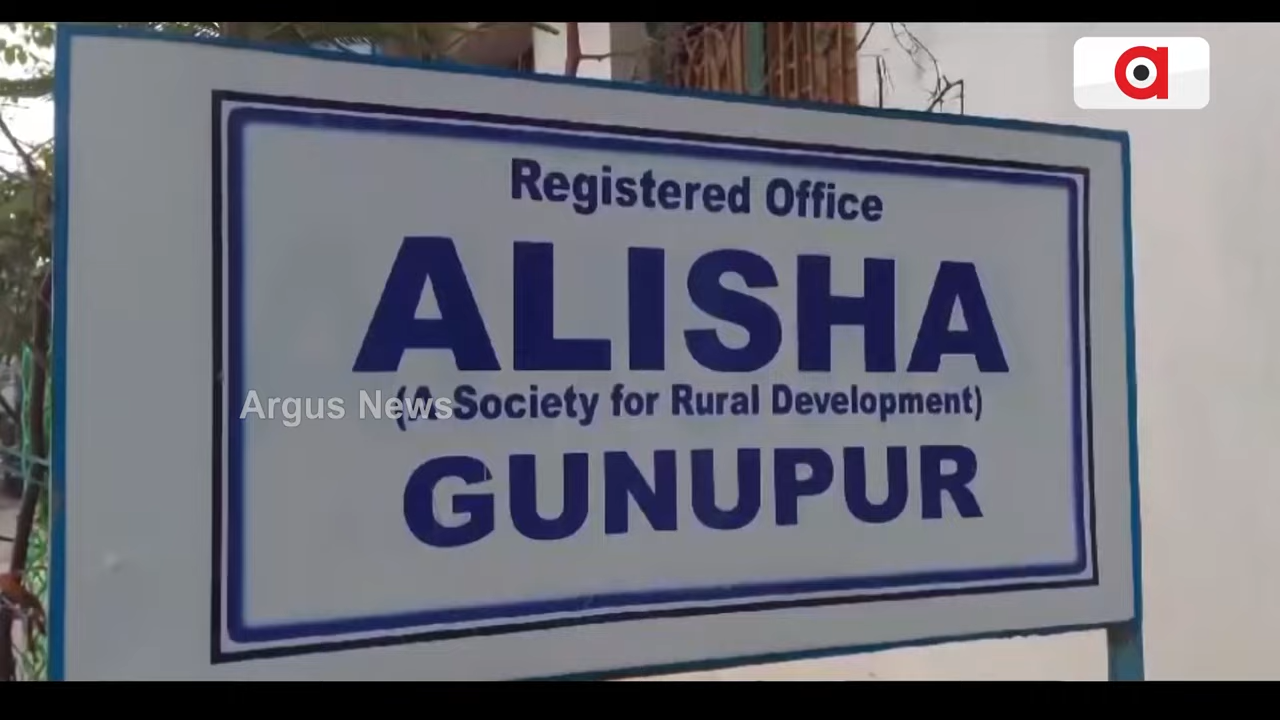 Registered Office
ALISHA
(A Society for Rural Development)
Argus News
GUNUPUR